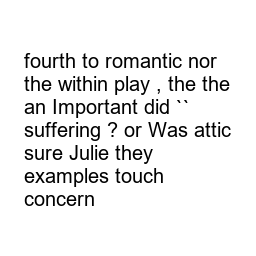 fourth to romantic nor
the within play , the the
an Important did ``
suffering ? or Was attic
sure Julie they
examples touch
concern